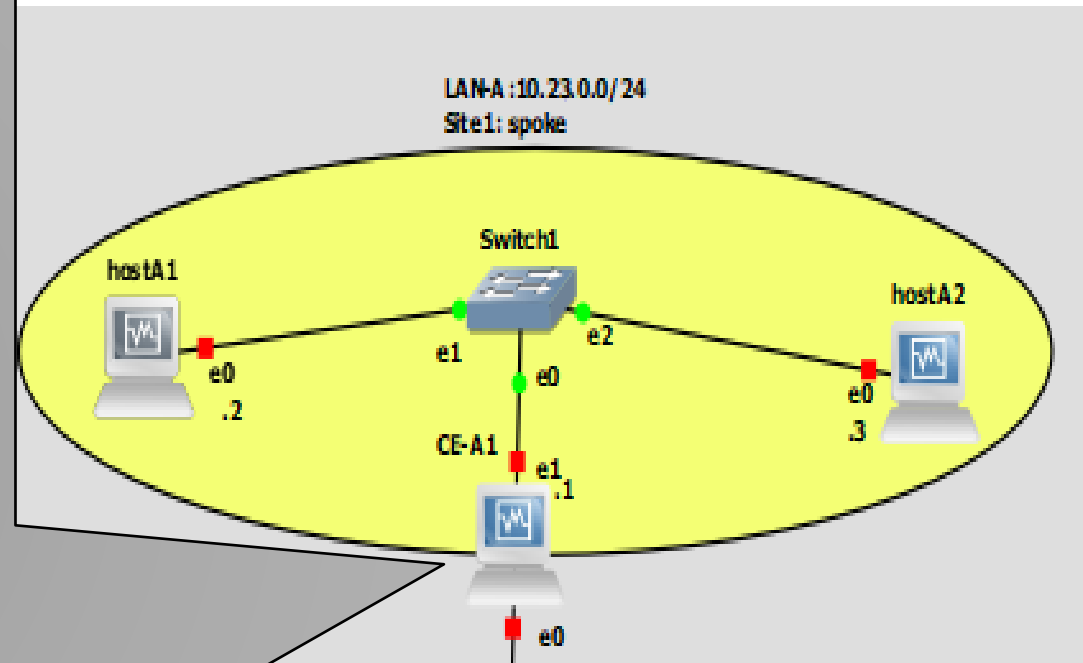 LAN-A :10.23.0.0/24
Site1: spoke
Switch1
hostA1
hostA2
e1
e2
e0
e0
e0
.2
.3
CE-A1
e1
.1
e0